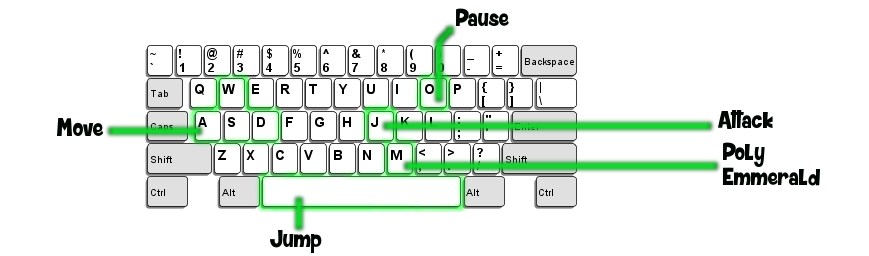 Pause
~ ! @ # $ % ^ & * ( _ +
` 1 2 3 4 5 6 7 8 9 0 - = Backspace
Tab Q W E R T Y U I O P { } |
[ ] \
Caps A S D F G H J K L : " Enter
; '
Shift Z X C V B N M < > ? Shift
, . /
Ctrl Alt Alt Ctrl
Move
Attack
Poly
Emmerald
Jump